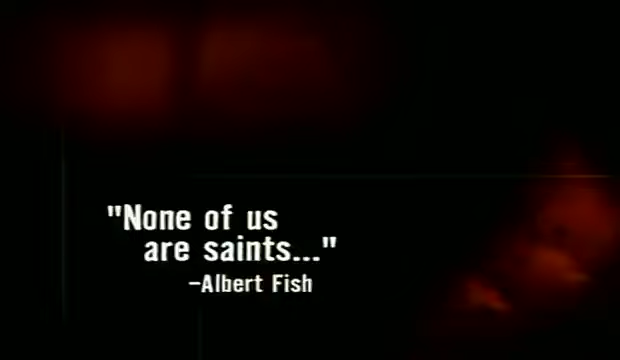 "None of us
are saints..."
–Albert Fish